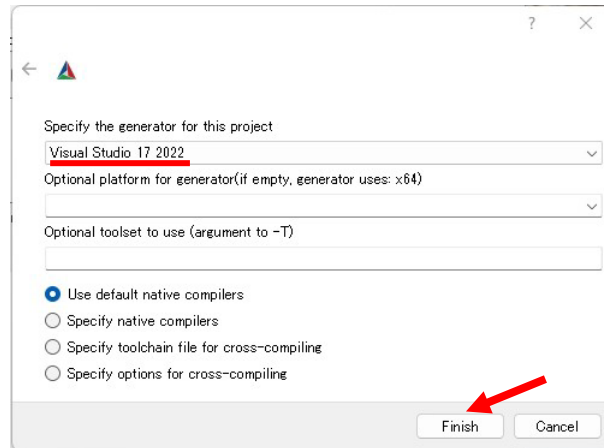 ?
Specify the generator for this project
Visual Studio 17 2022
Optional platform for generator(if empty, generator uses: x64)
Optional toolset to use (argument to -T)
Use default native compilers
Specify native compilers
Specify toolchain file for cross-compiling
Specify options for cross-compiling
Finish Cancel